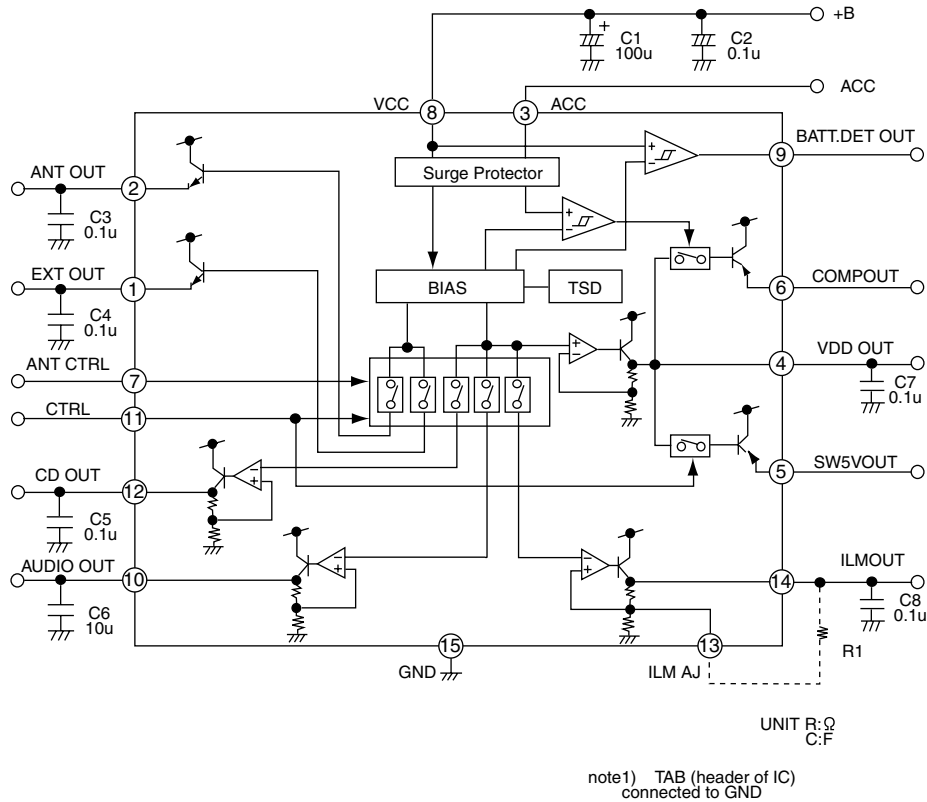 +B
C1
100u
C2
0.1u
ACC
VCC
8
3
ACC
BATT.DET OUT
9
Surge Protector
ANT OUT
2
C3
0.1u
EXT OUT
1
C4
0.1u
COMPOUT
6
BIAS
TSD
ANT CTRL
7
VDD OUT
4
C7
0.1u
CTRL
11
SW5VOUT
5
CD OUT
12
C5
0.1u
AUDIO OUT
10
C6
10u
ILMOUT
14
C8
0.1u
R1
15
GND
13
ILM AJ
UNIT R:Ω
C:F
note1) TAB (header of IC)
connected to GND